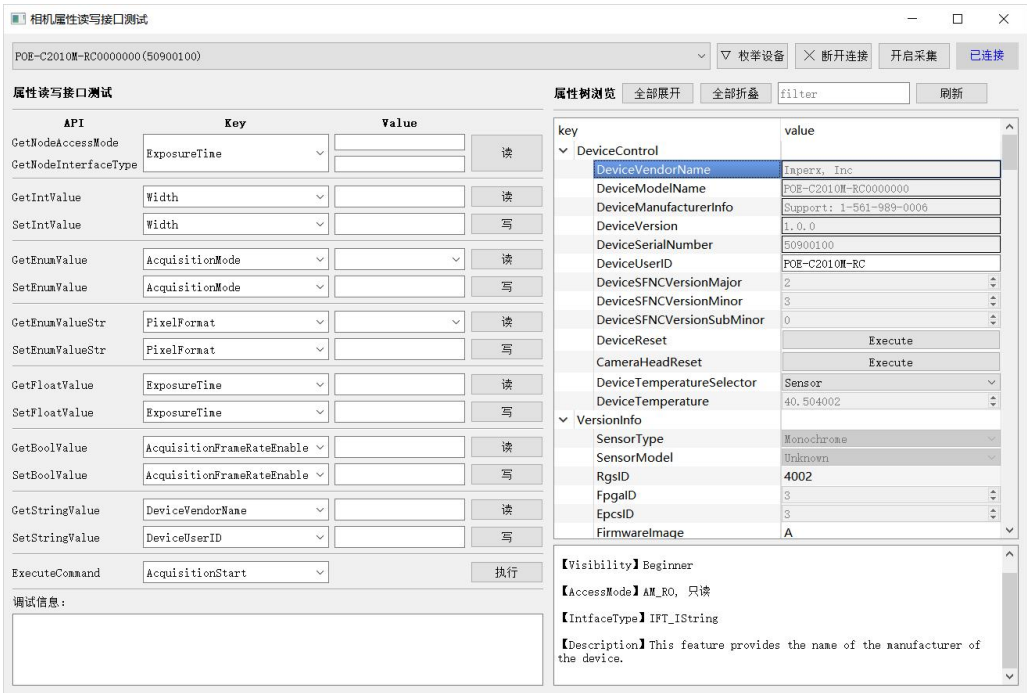 相机属性读写接口测试
POE-C2010M-RC0000000(50900100)
枚举设备
断开连接
开启采集
已连接
属性读写接口测试
API Key Value
GetNodeAccessMode
GetNodeInterfaceType
ExposureTime
读
GetIntValue Width 读
SetIntValue Width 写
GetEnumValue AcquisitionMode 读
SetEnumValue AcquisitionMode 写
GetEnumValueStr PixelFormat 读
SetEnumValueStr PixelFormat 写
GetFloatValue ExposureTime 读
SetFloatValue ExposureTime 写
GetBoolValue AcquisitionFrameRateEnable 读
SetBoolValue AcquisitionFrameRateEnable 写
GetStringValue DeviceVendorName 读
SetStringValue DeviceUserID 写
ExecuteCommand AcquisitionStart 执行
调试信息:
属性树浏览 全部展开 全部折叠 filter 刷新
key value
DeviceControl
DeviceVendorName Imperx, Inc
DeviceModelName POE-C2010M-RC0000000
DeviceManufacturerInfo Support: 1-561-989-0006
DeviceVersion 1.0.0
DeviceSerialNumber 50900100
DeviceUserID POE-C2010M-RC
DeviceSFNCVersionMajor 2
DeviceSFNCVersionMinor 3
DeviceSFNCVersionSubMinor 0
DeviceReset Execute
CameraHeadReset Execute
DeviceTemperatureSelector Sensor
DeviceTemperature 40.504002
VersionInfo
SensorType Monochrome
SensorModel Unknown
RgsID 4002
FpgaID 3
EpcsID 3
FirmwareImage A
【Visibility】Beginner
【AccessMode】AM_RO, 只读
【IntfaceType】IFT_IString
【Description】This feature provides the name of the manufacturer of
the device.